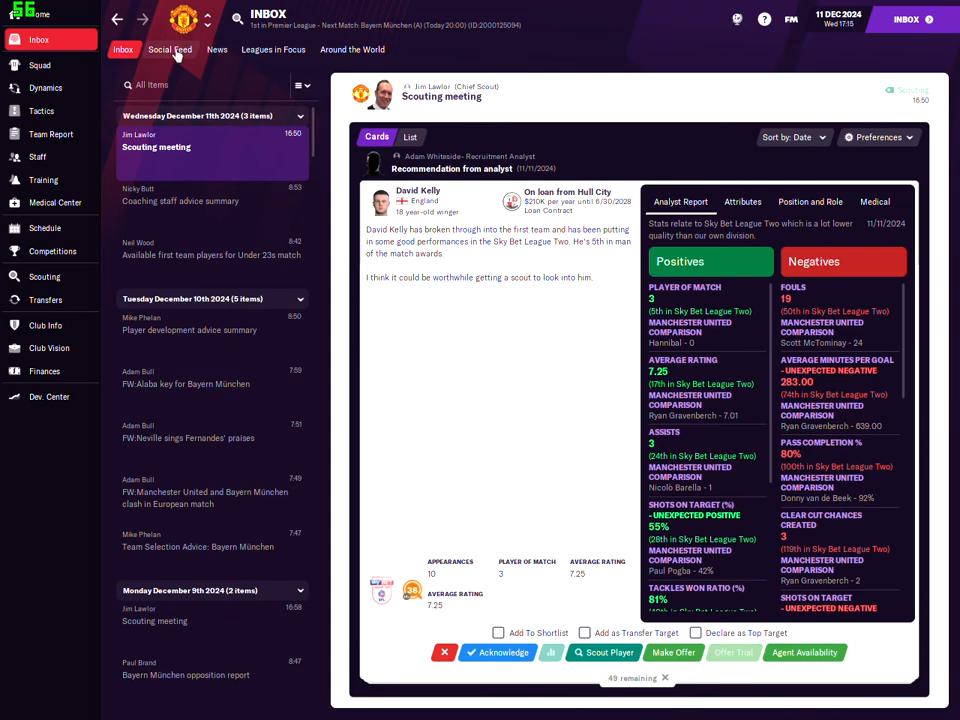 56
ome
INBOX
1st in Premier League - Next Match: Bayern München (A) (Today 20:00) (ID:2000125094)
FM
11 DEC 2024
Wed 17:15
INBOX
Inbox
Squad
Dynamics
Tactics
Team Report
Staff
Training
Medical Center
Schedule
Competitions
Scouting
Transfers
Club Info
Club Vision
Finances
Dev. Center
Inbox
Social Feed
News
Leagues in Focus
Around the World
All Items
Wednesday December 11th 2024 (3 items)
Jim Lawlor
16:50
Scouting meeting
Nicky Butt
8:53
Coaching staff advice summary
Neil Wood
8:42
Available first team players for Under 23s match
Tuesday December 10th 2024 (5 items)
Mike Phelan
8:50
Player development advice summary
Adam Bull
7:59
FW:Alaba key for Bayern München
Adam Bull
7:51
FW:Neville sings Fernandes' praises
Adam Bull
7:49
FW:Manchester United and Bayern München
clash in European match
Mike Phelan
7:47
Team Selection Advice: Bayern München
Monday December 9th 2024 (2 items)
Jim Lawlor
16:58
Scouting meeting
Paul Brand
8:47
Bayern München opposition report
Jim Lawlor (Chief Scout)
Scouting meeting
Scouting
16:50
Cards
List
Sort by: Date
Preferences
Adam Whiteside- Recruitment Analyst
Recommendation from analyst (11/11/2024)
David Kelly
England
18 year-old winger
On loan from Hull City
$210K per year until 6/30/2028
Loan Contract
David Kelly has broken through into the first team and has been putting
in some good performances in the Sky Bet League Two. He's 5th in man
of the match awards.
I think it could be worthwhile getting a scout to look into him.
APPEARANCES
10
PLAYER OF MATCH
3
AVERAGE RATING
7.25
38
AVERAGE RATING
7.25
Analyst Report
Attributes
Position and Role
Medical
Stats relate to Sky Bet League Two which is a lot lower
quality than our own division.
11/11/2024
Positives
PLAYER OF MATCH
3
(5th in Sky Bet League Two)
MANCHESTER UNITED
COMPARISON
Hannibal - 0
AVERAGE RATING
7.25
(17th in Sky Bet League Two)
MANCHESTER UNITED
COMPARISON
Ryan Gravenberch - 7.01
ASSISTS
3
(24th in Sky Bet League Two)
MANCHESTER UNITED
COMPARISON
Nicolò Barella - 1
SHOTS ON TARGET (%)
- UNEXPECTED POSITIVE
55%
(28th in Sky Bet League Two)
MANCHESTER UNITED
COMPARISON
Paul Pogba - 42%
TACKLES WON RATIO (%)
81%
Negatives
FOULS
19
(50th in Sky Bet League Two)
MANCHESTER UNITED
COMPARISON
Scott McTominay - 24
AVERAGE MINUTES PER GOAL
- UNEXPECTED NEGATIVE
283.00
(74th in Sky Bet League Two)
MANCHESTER UNITED
COMPARISON
Ryan Gravenberch - 639.00
PASS COMPLETION %
80%
(100th in Sky Bet League Two)
MANCHESTER UNITED
COMPARISON
Donny van de Beek - 92%
CLEAR CUT CHANCES
CREATED
3
(119th in Sky Bet League Two)
MANCHESTER UNITED
COMPARISON
Ryan Gravenberch - 2
SHOTS ON TARGET
- UNEXPECTED NEGATIVE
Add To Shortlist
Add as Transfer Target
Declare as Top Target
Acknowledge
Scout Player
Make Offer
Offer Trial
Agent Availability
49 remaining